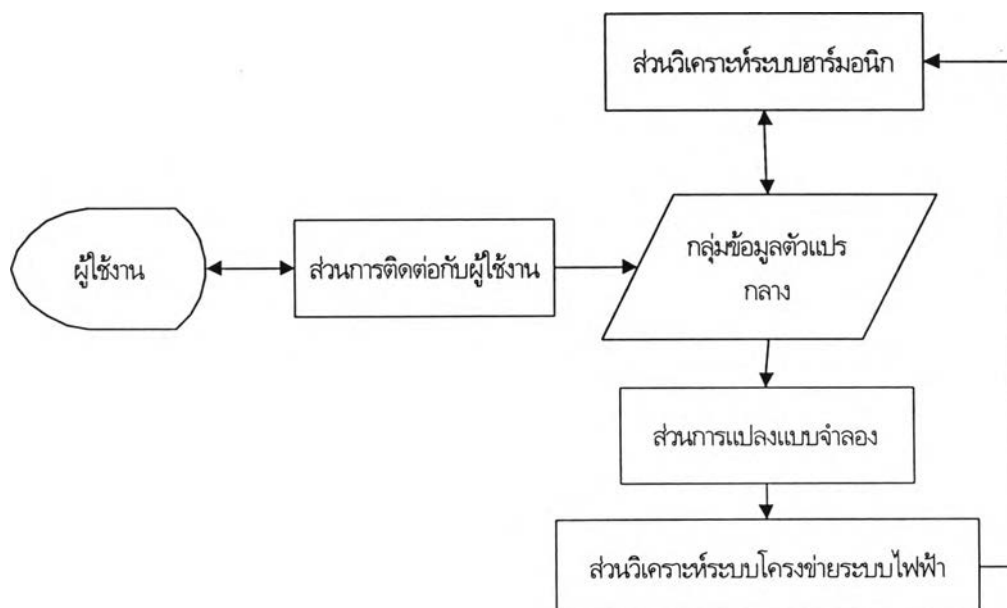 ส่วนวิเคราะห์ระบบฮาร์มอนิก
ผู้ใช้งาน
ส่วนการติดต่อกับผู้ใช้งาน
กลุ่มข้อมูลตัวแปร
กลาง
ส่วนการแปลงแบบจำลอง
ส่วนวิเคราะห์ระบบโครงข่ายระบบไฟฟ้า